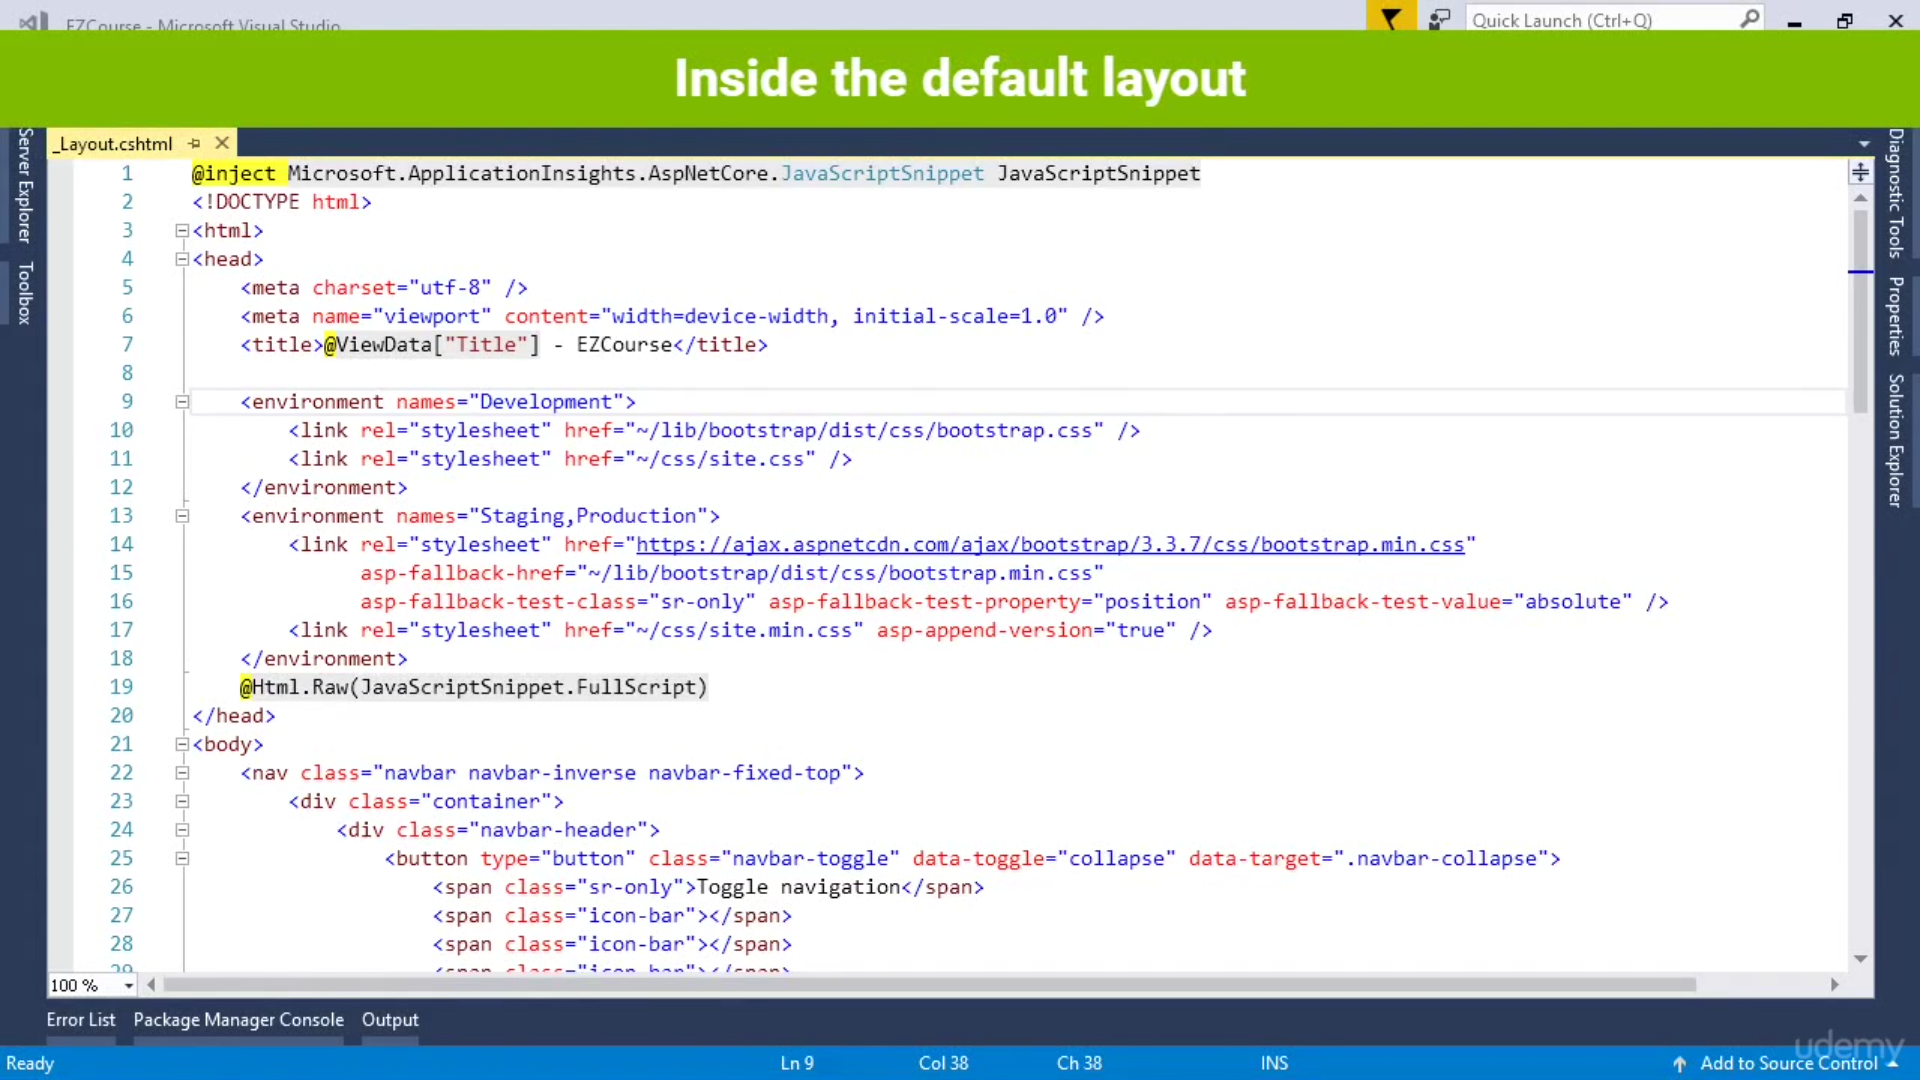 EZCourse - Microsoft Visual Studio
Quick Launch (Ctrl+Q)
Inside the default layout
_Layout.cshtml
Server Explorer
Toolbox
Diagnostic Tools
Properties
Solution Explorer
1 @inject Microsoft.ApplicationInsights.AspNetCore.JavaScriptSnippet JavaScriptSnippet
2 <!DOCTYPE html>
3 <html>
4 <head>
5 <meta charset="utf-8" />
6 <meta name="viewport" content="width=device-width, initial-scale=1.0" />
7 <title>@ViewData["Title"] - EZCourse</title>
8
9 <environment names="Development">
10 <link rel="stylesheet" href="~/lib/bootstrap/dist/css/bootstrap.css" />
11 <link rel="stylesheet" href="~/css/site.css" />
12 </environment>
13 <environment names="Staging,Production">
14 <link rel="stylesheet" href="https://ajax.aspnetcdn.com/ajax/bootstrap/3.3.7/css/bootstrap.min.css"
15 asp-fallback-href="~/lib/bootstrap/dist/css/bootstrap.min.css"
16 asp-fallback-test-class="sr-only" asp-fallback-test-property="position" asp-fallback-test-value="absolute" />
17 <link rel="stylesheet" href="~/css/site.min.css" asp-append-version="true" />
18 </environment>
19 @Html.Raw(JavaScriptSnippet.FullScript)
20 </head>
21 <body>
22 <nav class="navbar navbar-inverse navbar-fixed-top">
23 <div class="container">
24 <div class="navbar-header">
25 <button type="button" class="navbar-toggle" data-toggle="collapse" data-target=".navbar-collapse">
26 <span class="sr-only">Toggle navigation</span>
27 <span class="icon-bar"></span>
28 <span class="icon-bar"></span>
29 <span class="icon-bar"></span>
100 %
Error List Package Manager Console Output
udemy
Ready Ln 9 Col 38 Ch 38 INS Add to Source Control